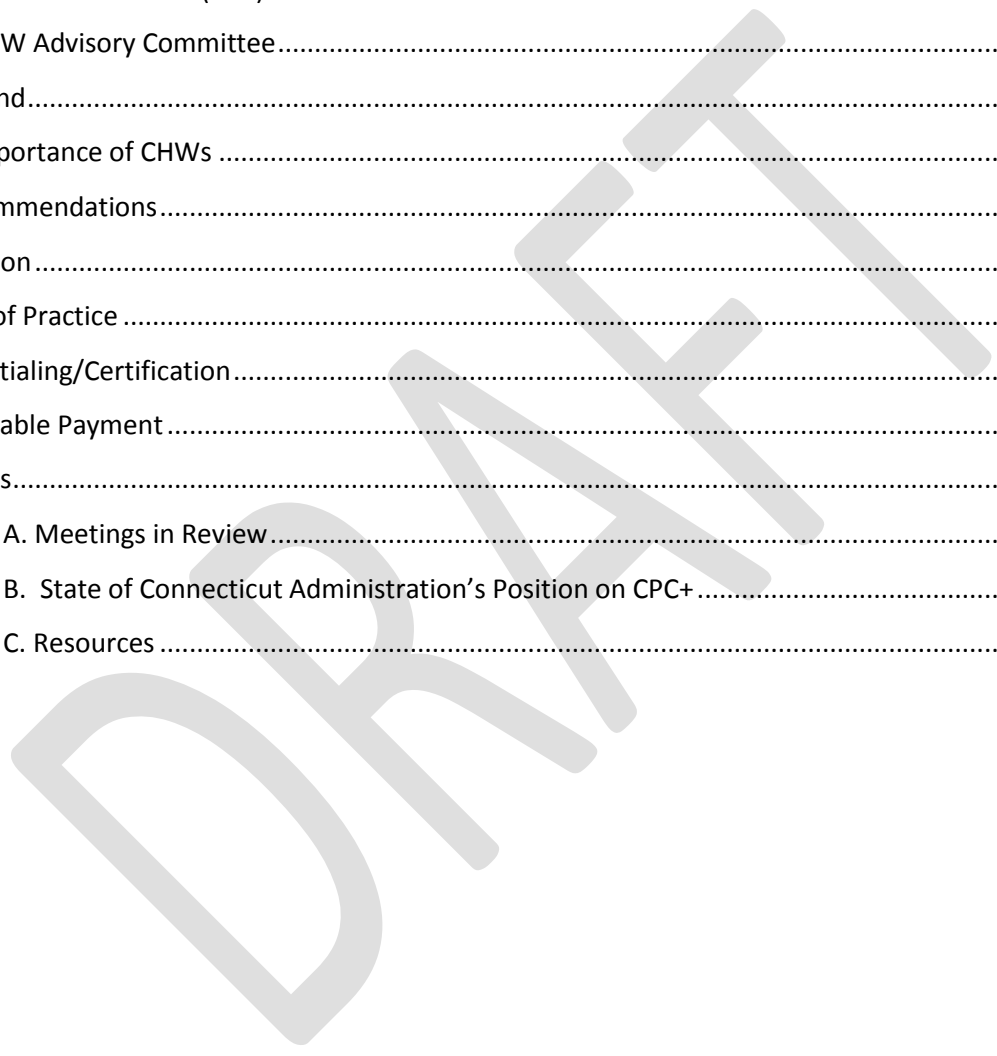 W Advisory Committee........................................................................
nd........................................................................
portance of CHWs ........................................................................
mmendations........................................................................
on........................................................................
of Practice ........................................................................
tialing/Certification........................................................................
able Payment........................................................................
s........................................................................
A. Meetings in Review........................................................................
B. State of Connecticut Administration’s Position on CPC+........................................................................
C. Resources ........................................................................
DRAFT